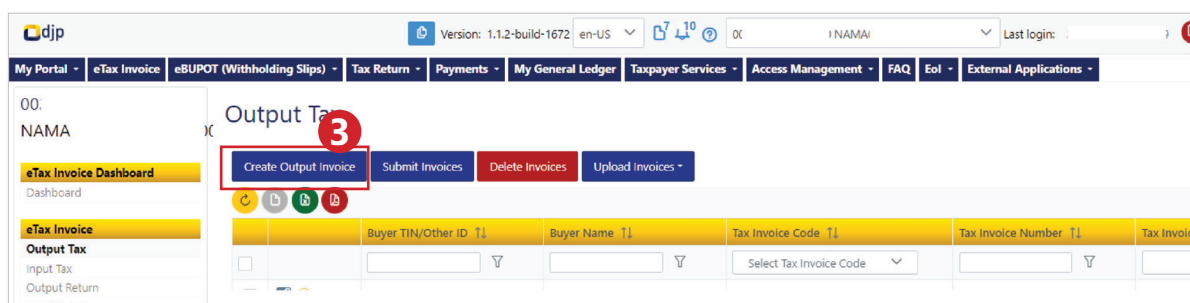 djp
Version: 1.1.2-build-1672 en-US 7 10 NAMA Last login:
My Portal eTax Invoice eBUPOT (Withholding Slips) Tax Return Payments My General Ledger Taxpayer Services Access Management FAQ EoI External Applications
00.
NAMA
Output Tax
3
Create Output Invoice Submit Invoices Delete Invoices Upload Invoices
eTax Invoice Dashboard
Dashboard
eTax Invoice
Output Tax
Input Tax
Output Return
Buyer TIN/Other ID Buyer Name Tax Invoice Code Tax Invoice Number Tax Invoic
Select Tax Invoice Code